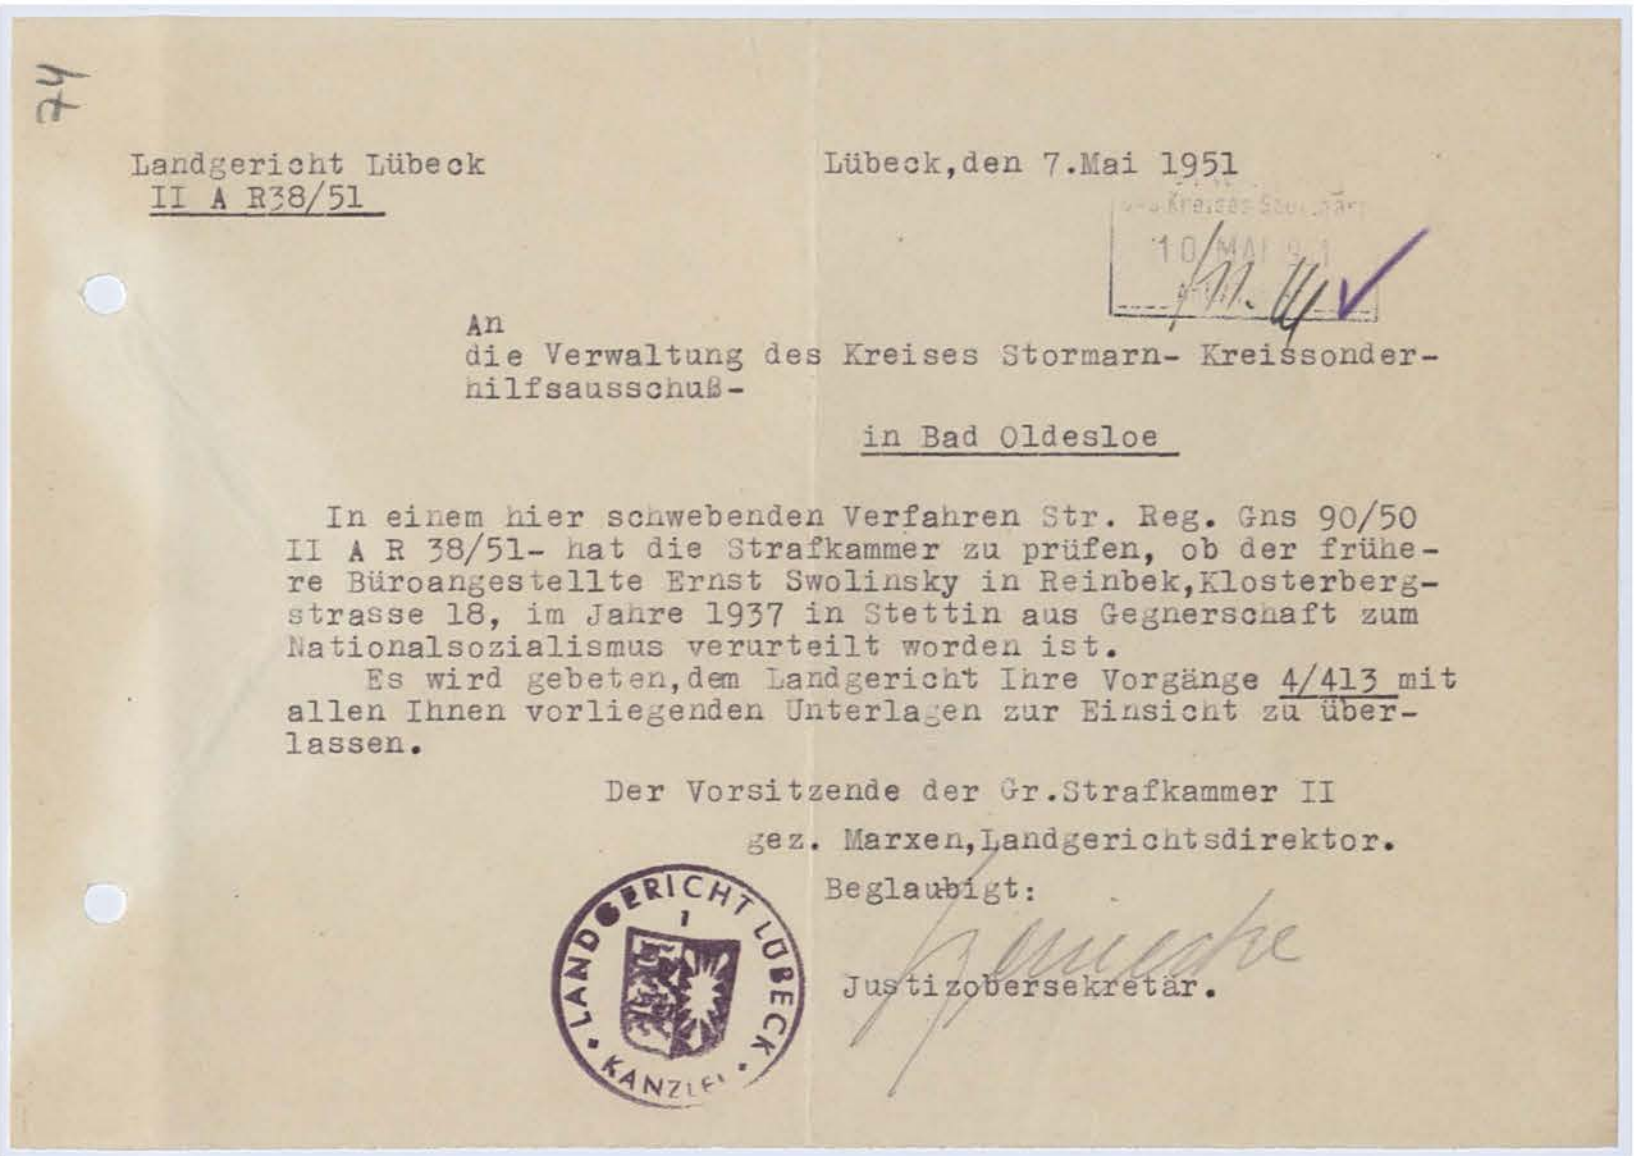 74
Landgericht Lübeck
II A R38/51
Lübeck,den 7.Mai 1951
Kreises Stormarn
10 MAI
An
die Verwaltung des Kreises Stormarn- Kreissonder-
hilfsausschuß-
in Bad Oldesloe
In einem hier schwebenden Verfahren Str. Reg. Gns 90/50
II A R 38/51- hat die Strafkammer zu prüfen, ob der frühe-
re Büroangestellte Ernst Swolinsky in Reinbek,Klosterberg-
strasse 18, im Jahre 1937 in Stettin aus Gegnerschaft zum
Nationalsozialismus verurteilt worden ist.
Es wird gebeten,dem Landgericht Ihre Vorgänge 4/413 mit
allen Ihnen vorliegenden Unterlagen zur Einsicht zu über-
lassen.
Der Vorsitzende der Gr.Strafkammer II
gez. Marxen,Landgerichtsdirektor.
Beglaubigt:
Justizobersekretär.
LANDGERICHT LÜBECK
1
KANZLEI